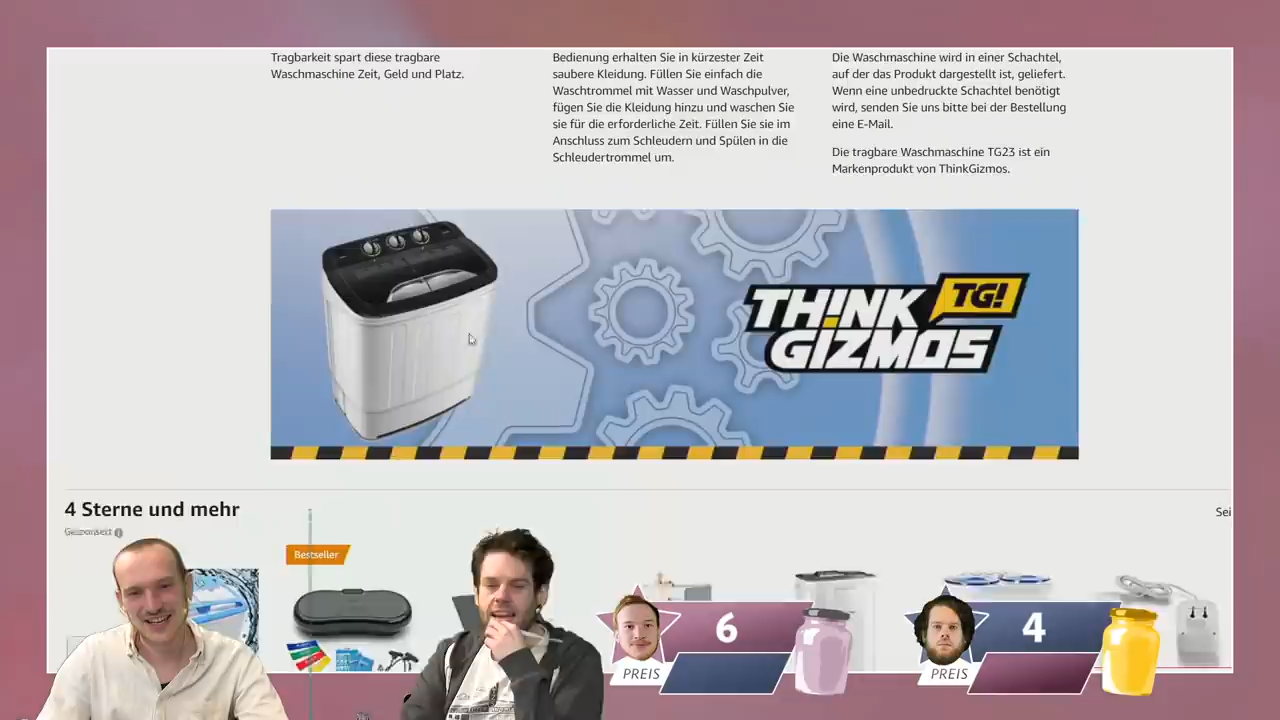 Tragbarkeit spart diese tragbare
Waschmaschine Zeit, Geld und Platz.
Bedienung erhalten Sie in kürzester Zeit
saubere Kleidung. Füllen Sie einfach die
Waschtrommel mit Wasser und Waschpulver,
fügen Sie die Kleidung hinzu und waschen Sie
sie für die erforderliche Zeit. Füllen Sie sie im
Anschluss zum Schleudern und Spülen in die
Schleudertrommel um.
Die Waschmaschine wird in einer Schachtel,
auf der das Produkt dargestellt ist, geliefert.
Wenn eine unbedruckte Schachtel benötigt
wird, senden Sie uns bitte bei der Bestellung
eine E-Mail.
Die tragbare Waschmaschine TG23 ist ein
Markenprodukt von ThinkGizmos.
TH!NK TG!
GIZMOS
4 Sterne und mehr
Sei
Gesponsert
Bestseller
6
PREIS
4
PREIS